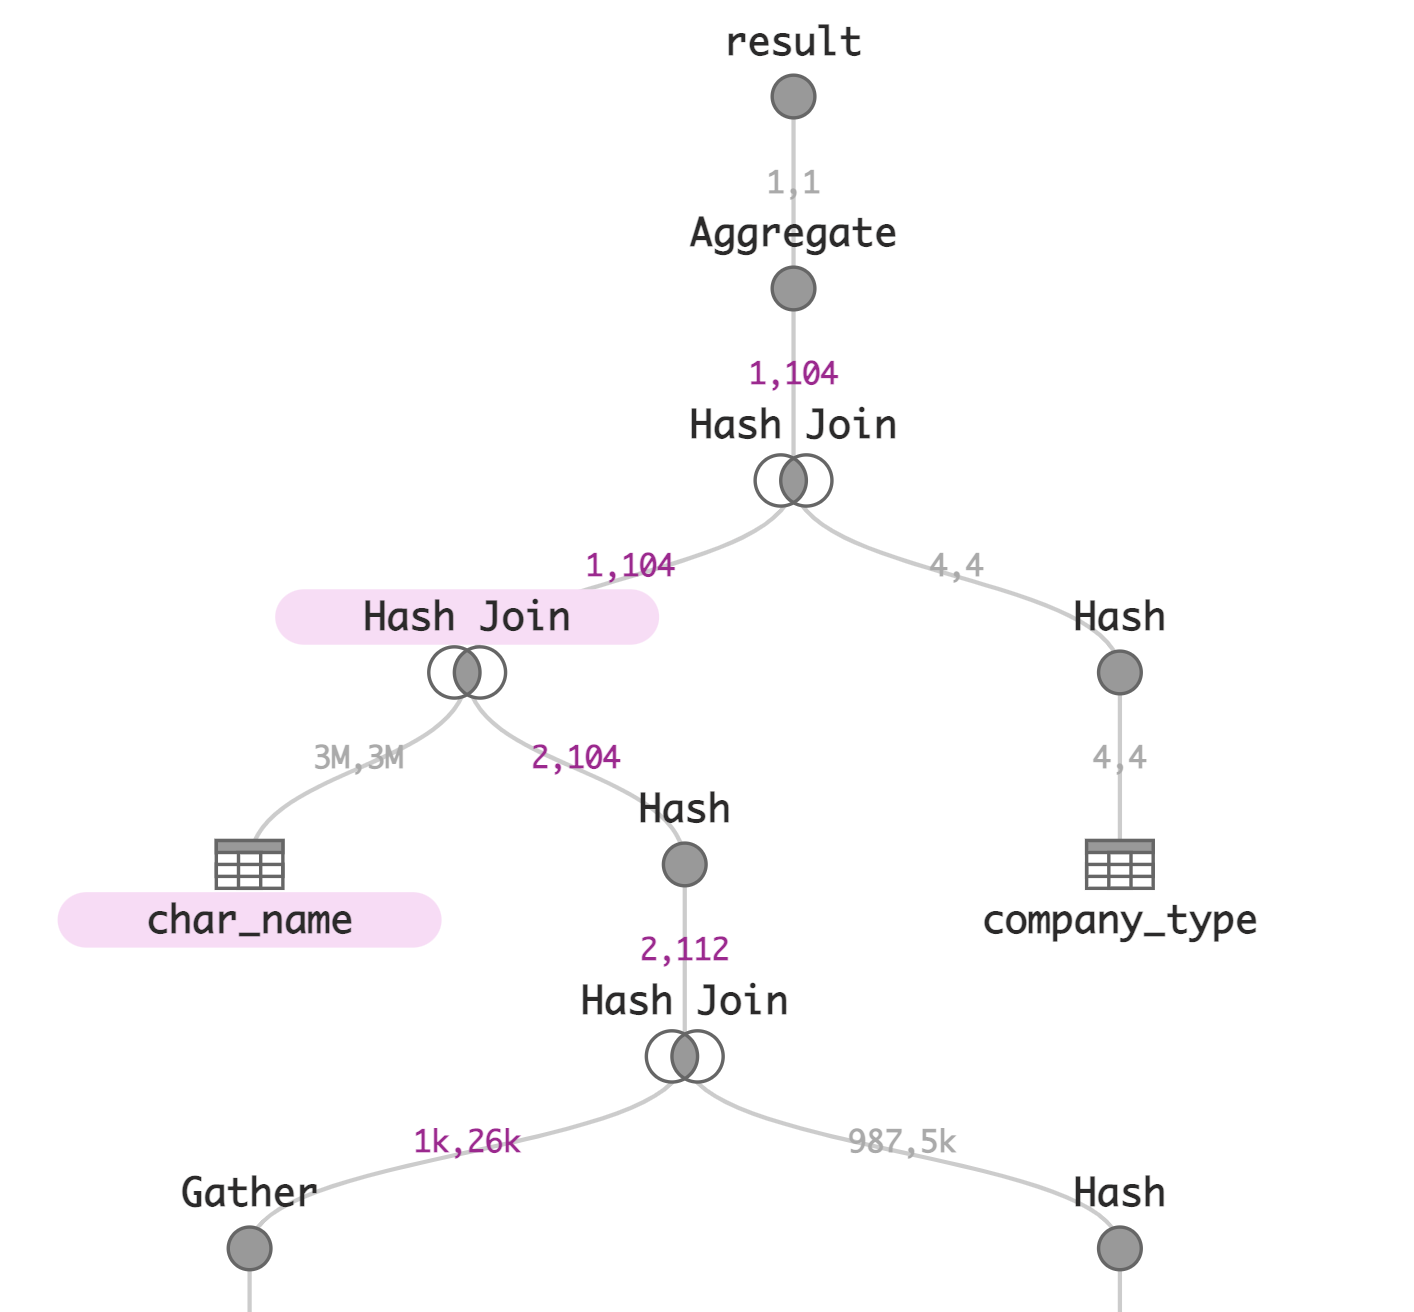 result
1,1
Aggregate
1,104
Hash Join
1,104
4,4
Hash Join
Hash
3M,3M
2,104
4,4
Hash
char_name
company_type
2,112
Hash Join
1k,26k
987,5k
Gather
Hash